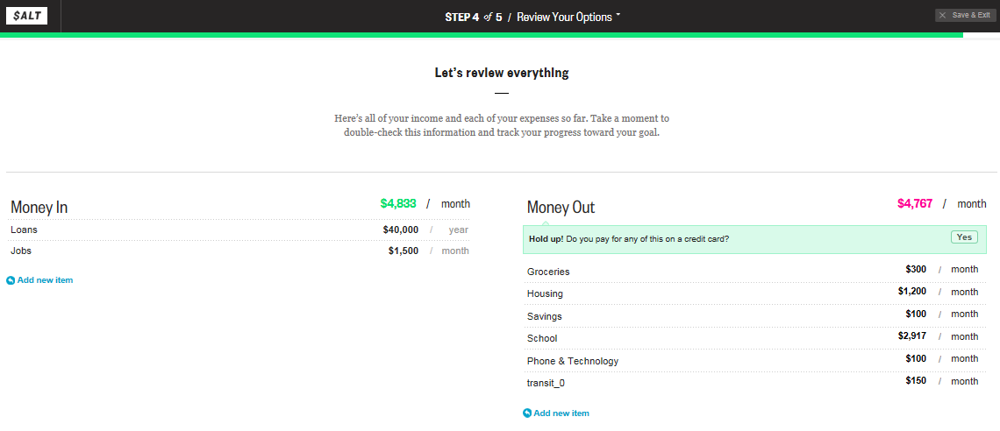 $ALT
STEP 4 of 5 / Review Your Options
Save & Exit
Let's review everything
Here's all of your income and each of your expenses so far. Take a moment to
double-check this information and track your progress toward your goal.
Money In $4,833 / month
Loans $40,000 / year
Jobs $1,500 / month
Add new item
Money Out $4,767 / month
Hold up! Do you pay for any of this on a credit card? Yes
Groceries $300 / month
Housing $1,200 / month
Savings $100 / month
School $2,917 / month
Phone & Technology $100 / month
transit_0 $150 / month
Add new item